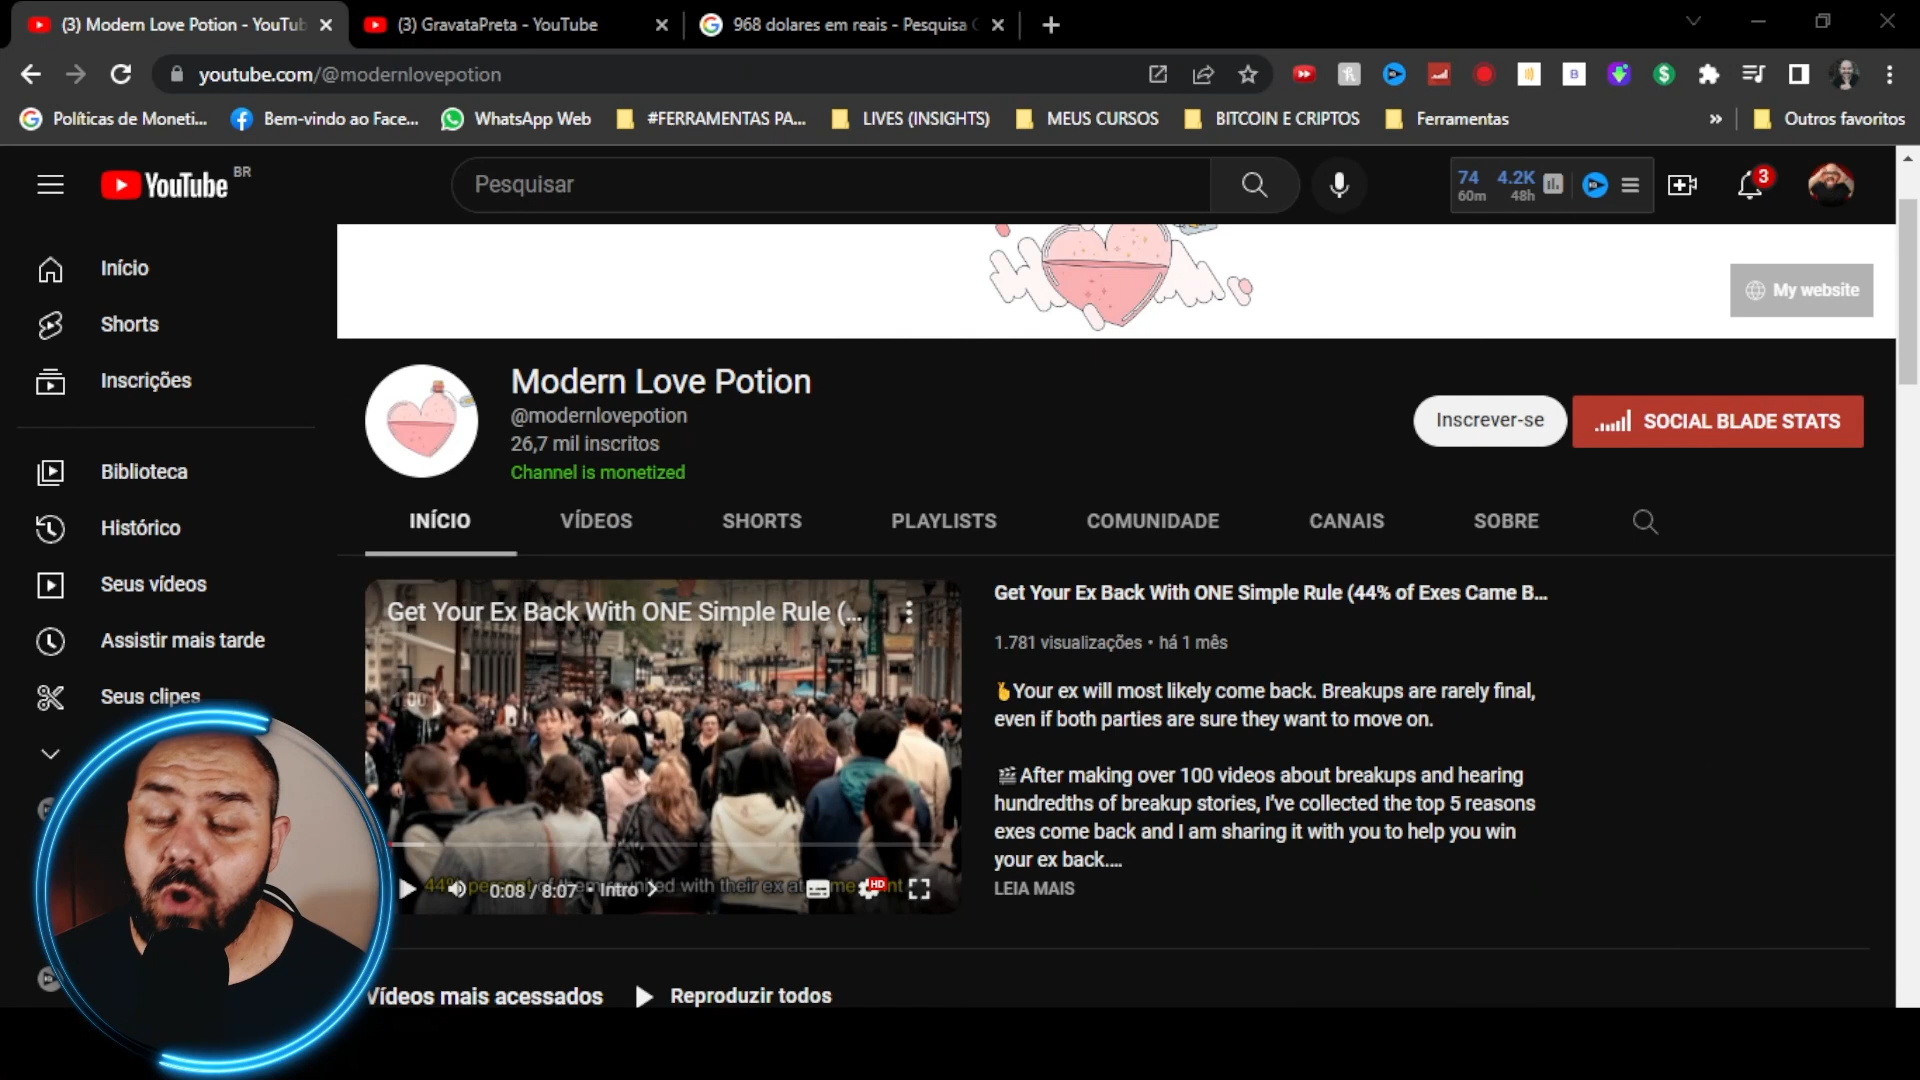 (3) Modern Love Potion - YouTub
(3) GravataPreta - YouTube
968 dolares em reais - Pesquisa
youtube.com/@modernlovepotion
Políticas de Moneti...
Bem-vindo ao Face...
WhatsApp Web
#FERRAMENTAS PA...
LIVES (INSIGHTS)
MEUS CURSOS
BITCOIN E CRIPTOS
Ferramentas
»
Outros favoritos
YouTube BR
Pesquisar
74 4.2K
60m 48h
3
Início
Shorts
Inscrições
Biblioteca
Histórico
Seus vídeos
Assistir mais tarde
Seus clipes
My website
Modern Love Potion
@modernlovepotion
26,7 mil inscritos
Channel is monetized
Inscrever-se
SOCIAL BLADE STATS
INÍCIO
VÍDEOS
SHORTS
PLAYLISTS
COMUNIDADE
CANAIS
SOBRE
Get Your Ex Back With ONE Simple Rule (...
0:08 / 8:07 • Intro
HD
Get Your Ex Back With ONE Simple Rule (44% of Exes Came B...
1.781 visualizações • há 1 mês
🫰Your ex will most likely come back. Breakups are rarely final,
even if both parties are sure they want to move on.
🎬After making over 100 videos about breakups and hearing
hundredths of breakup stories, I've collected the top 5 reasons
exes come back and I am sharing it with you to help you win
your ex back....
LEIA MAIS
Vídeos mais acessados
Reproduzir todos